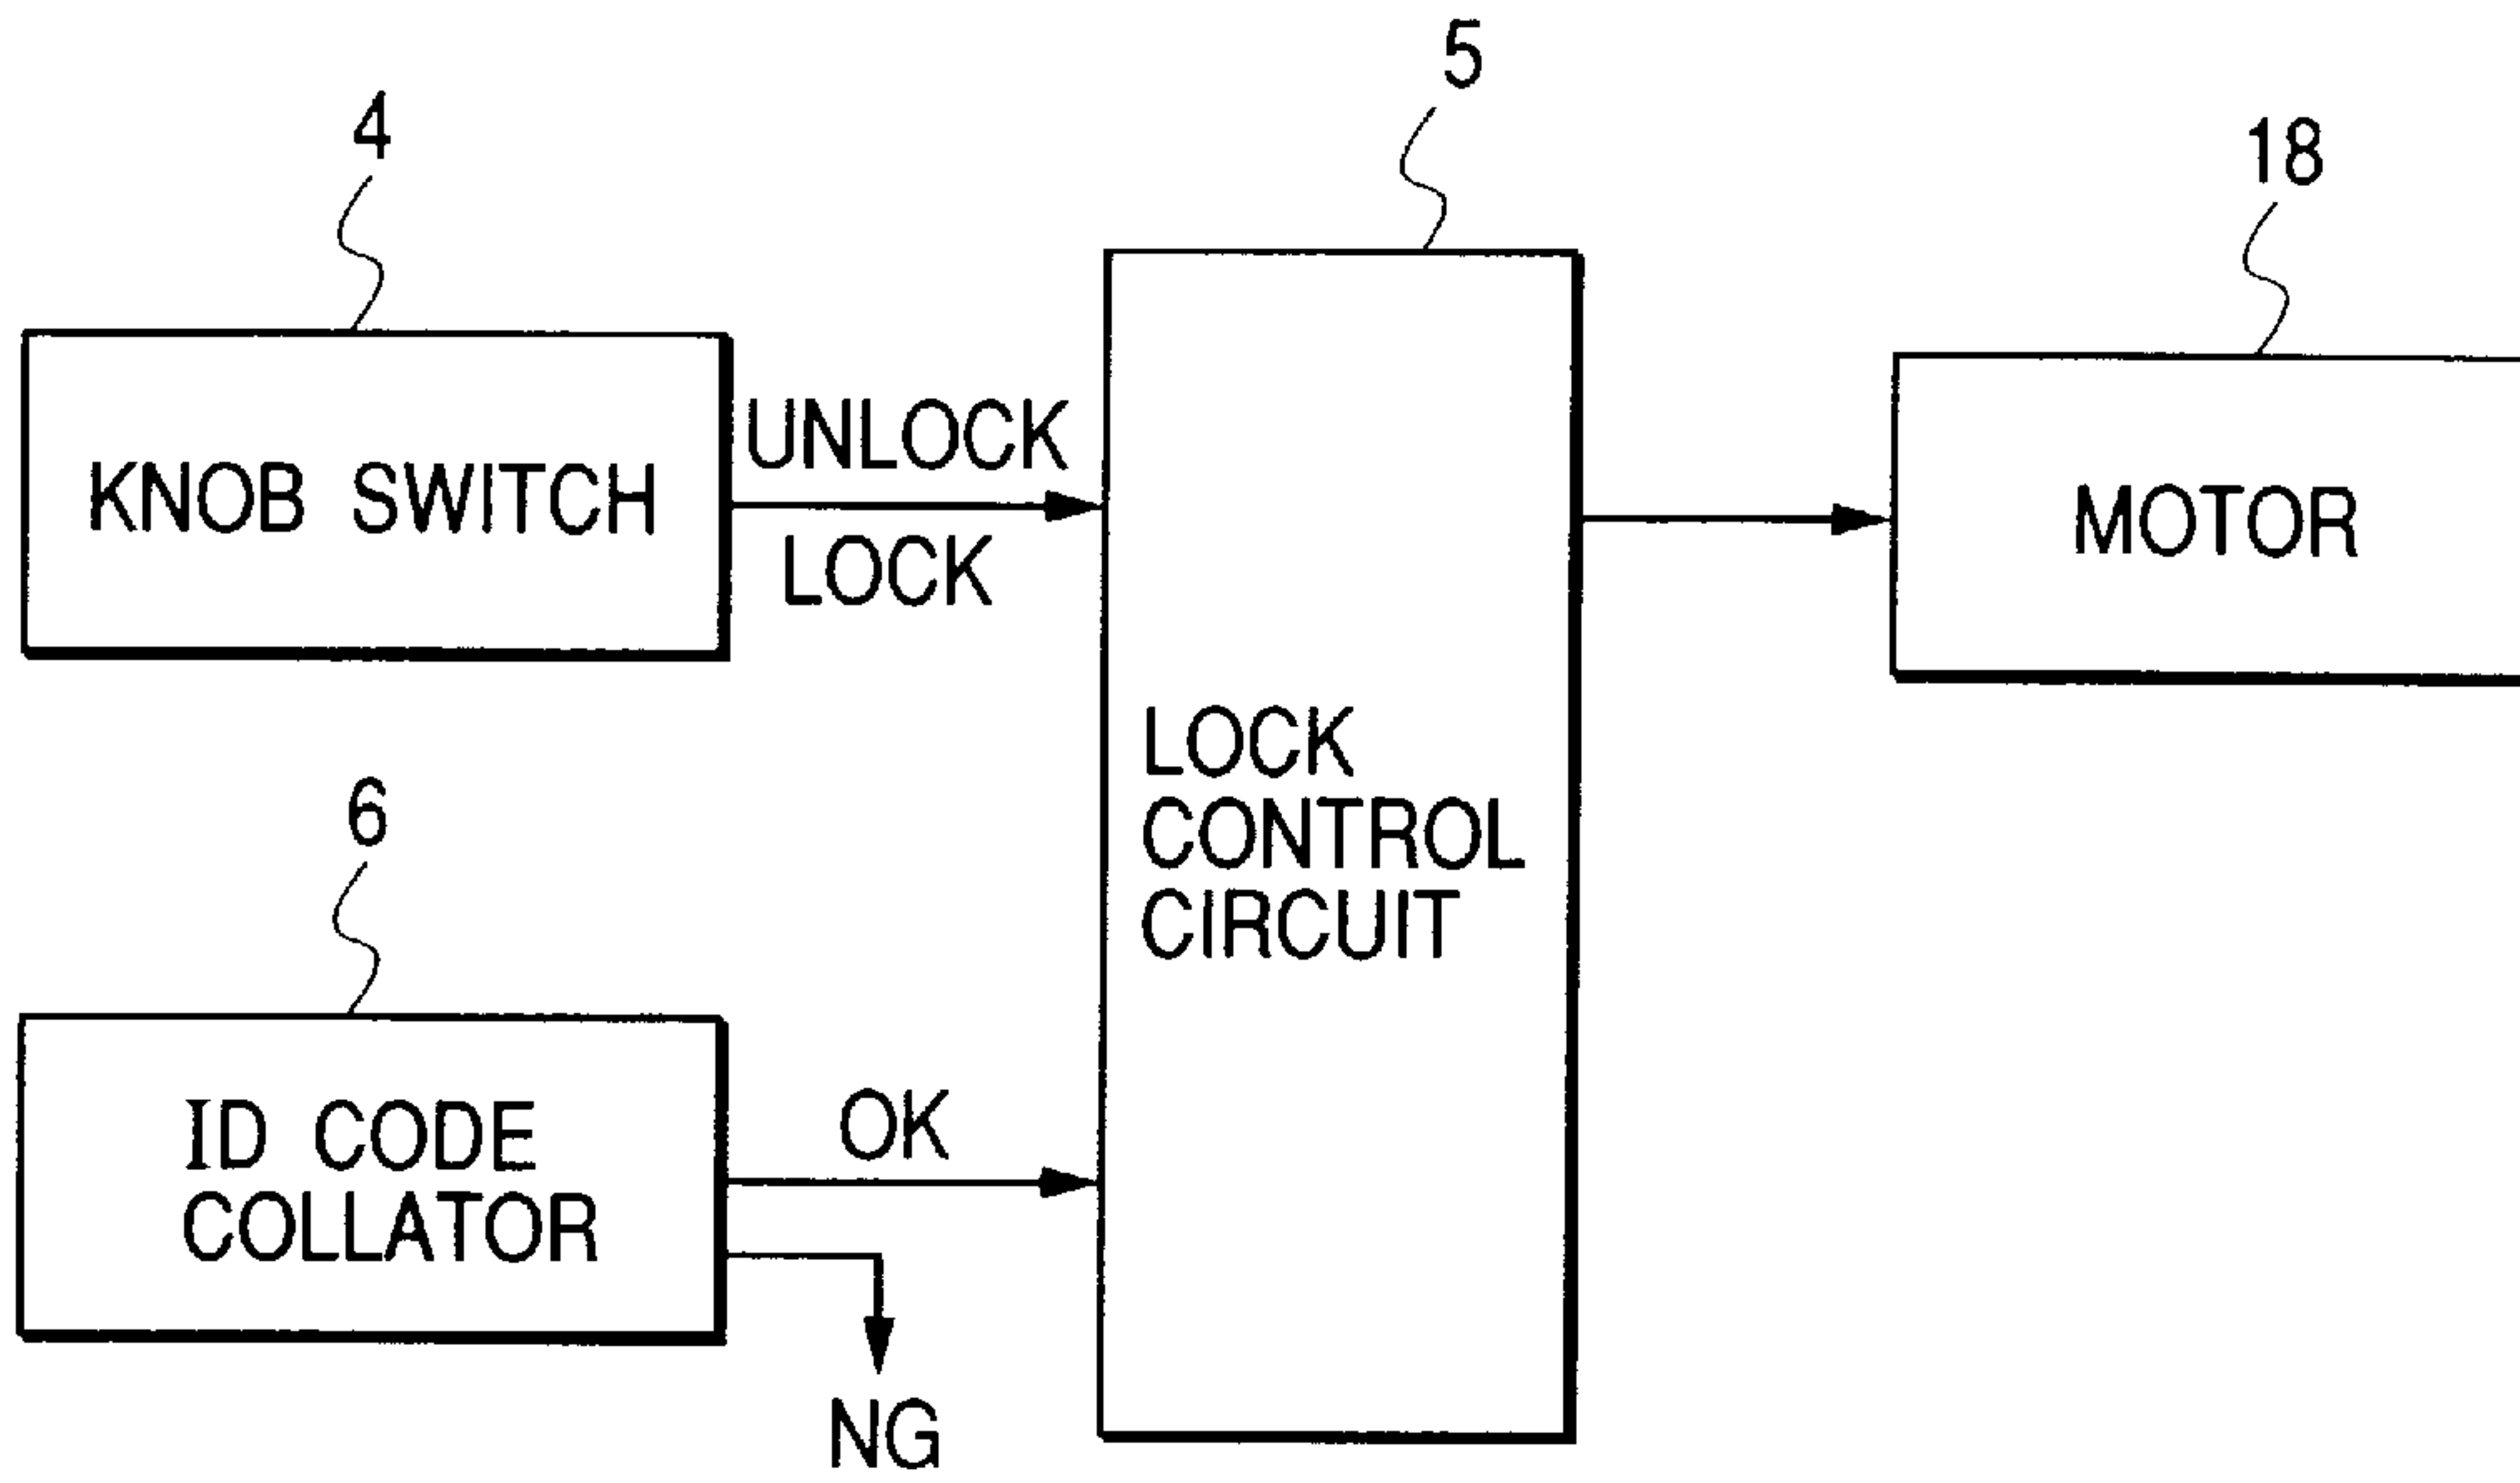 5
4
18
UNLOCK
KNOB SWITCH
MOTOR
LOCK
LOCK
CONTROL
CIRCUIT
6
OK
ID CODE
COLLATOR
NG